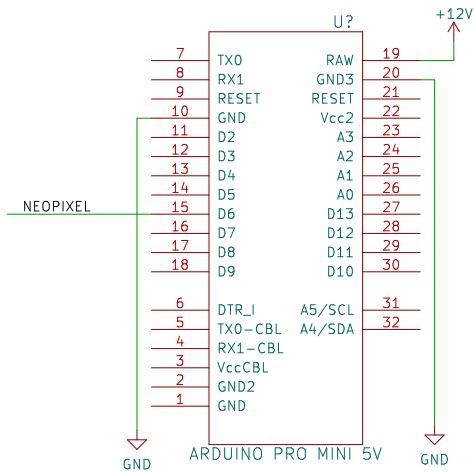 +12V
U?
7 TX0 RAW 19
8 RX1 GND3 20
9 RESET RESET 21
10 GND Vcc2 22
11 D2 A3 23
12 D3 A2 24
13 D4 A1 25
14 D5 A0 26
NEOPIXEL 15 D6 D13 27
16 D7 D12 28
17 D8 D11 29
18 D9 D10 30
6 DTR_I A5/SCL 31
5 TX0-CBL A4/SDA 32
4 RX1-CBL
3 VccCBL
2 GND2
1 GND
ARDUINO PRO MINI 5V
GND GND